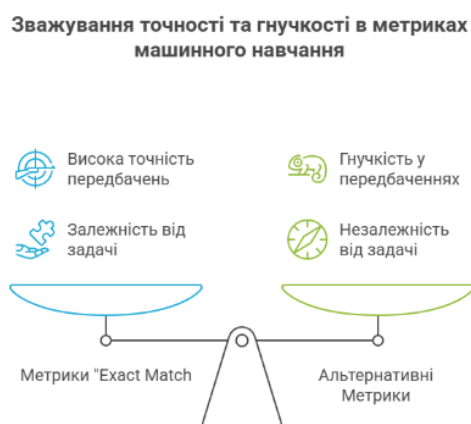 Зважування точності та гнучкості в метриках
машинного навчання
Висока точність
передбачень
Гнучкість у
передбаченнях
Залежність від
задачі
Незалежність
від задачі
Метрики "Exact Match
Альтернативні
Метрики